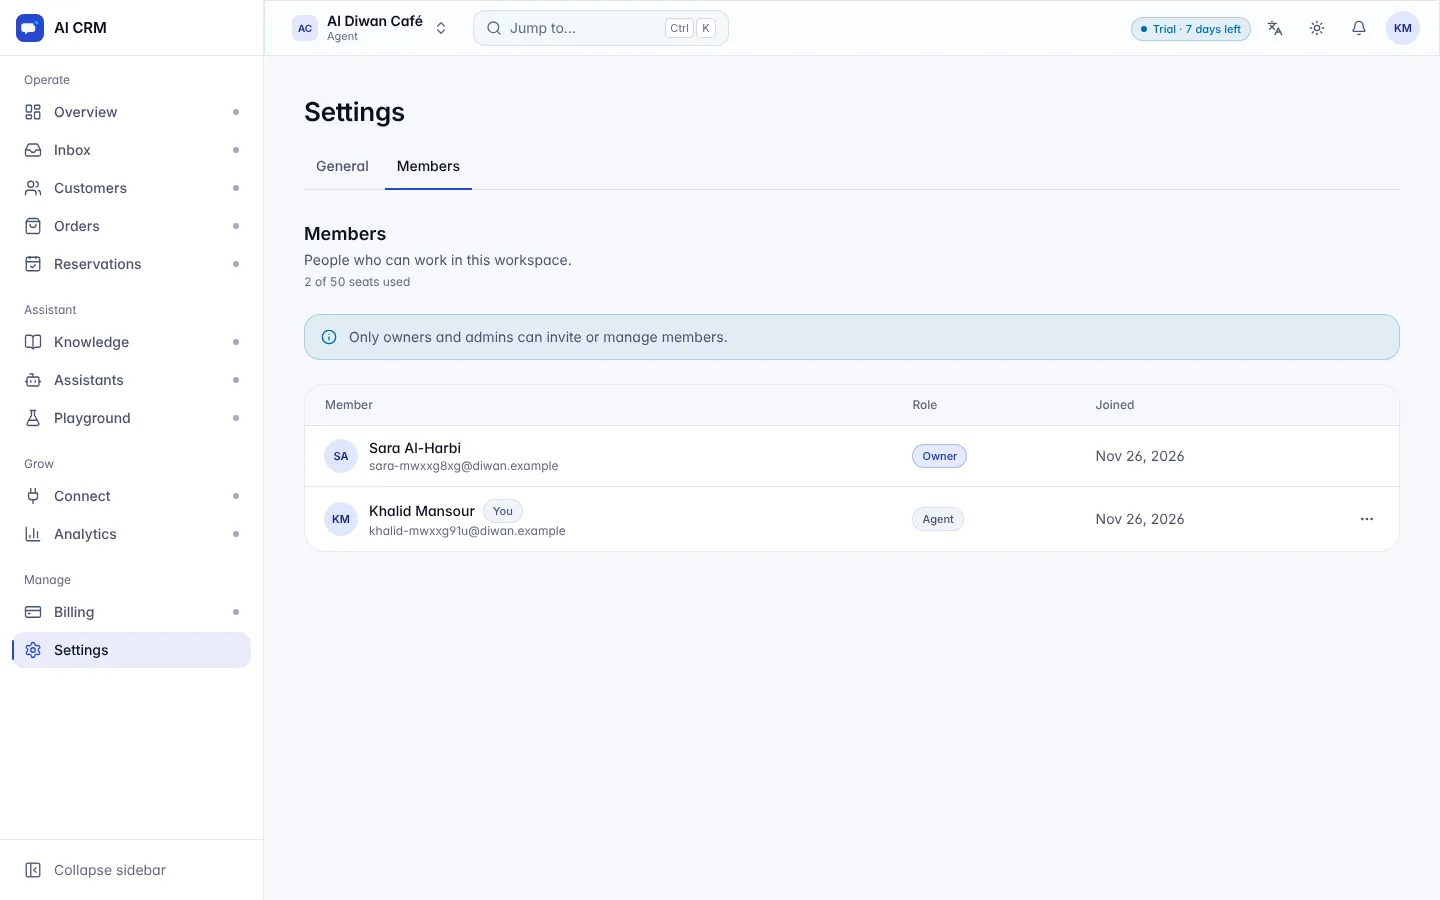 AI CRM
Al Diwan Café
Agent
AC
Jump to...
Ctrl K
Trial · 7 days left
KM
Operate
Overview
Inbox
Customers
Orders
Reservations
Assistant
Knowledge
Assistants
Playground
Grow
Connect
Analytics
Manage
Billing
Settings
Collapse sidebar
Settings
General Members
Members
People who can work in this workspace.
2 of 50 seats used
Only owners and admins can invite or manage members.
Member Role Joined
SA Sara Al-Harbi Owner Nov 26, 2026
sara-mwxxg8xg@diwan.example
KM Khalid Mansour You Agent Nov 26, 2026
khalid-mwxxg91u@diwan.example